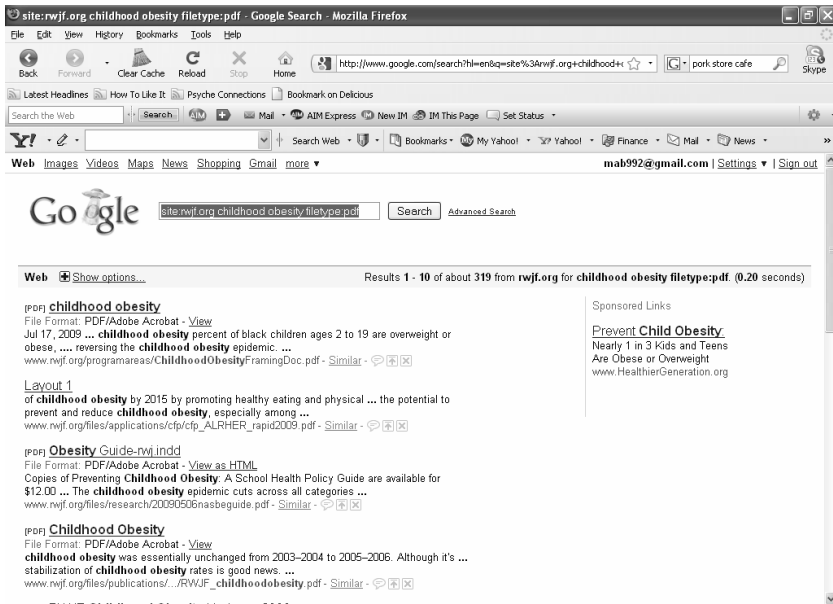 site:rwjf.org childhood obesity filetype:pdf - Google Search - Mozilla Firefox
File Edit View History Bookmarks Tools Help
Back Forward Clear Cache Reload Stop Home http://www.google.com/search?hl=en&q=site%3Arwjf.org+childhood+ pork store cafe Skype
Latest Headlines How To Like It Psyche Connections Bookmark on Delicious
Search the Web Search AIM Mail AIM Express New IM IM This Page Set Status
Y! Search Web Bookmarks My Yahoo! Yahoo! Finance Mail News »
Web Images Videos Maps News Shopping Gmail more ▼ mab992@gmail.com | Settings ▼ | Sign out
Google site:rwjf.org childhood obesity filetype:pdf Search Advanced Search
Web Show options... Results 1 - 10 of about 319 from rwjf.org for childhood obesity filetype:pdf. (0.20 seconds)
[PDF] childhood obesity
File Format: PDF/Adobe Acrobat - View
Jul 17, 2009 ... childhood obesity percent of black children ages 2 to 19 are overweight or
obese, .... reversing the childhood obesity epidemic. ...
www.rwjf.org/programareas/ChildhoodObesityFramingDoc.pdf - Similar -
Layout 1
of childhood obesity by 2015 by promoting healthy eating and physical ... the potential to
prevent and reduce childhood obesity, especially among ...
www.rwjf.org/files/applications/cfp/cfp_ALRHER_rapid2009.pdf - Similar -
[PDF] Obesity Guide-rwj.indd
File Format: PDF/Adobe Acrobat - View as HTML
Copies of Preventing Childhood Obesity: A School Health Policy Guide are available for
$12.00 ... The childhood obesity epidemic cuts across all categories ...
www.rwjf.org/files/research/20090506nasbeguide.pdf - Similar -
[PDF] Childhood Obesity
File Format: PDF/Adobe Acrobat - View
childhood obesity was essentially unchanged from 2003–2004 to 2005–2006. Although it's ...
stabilization of childhood obesity rates is good news. ...
www.rwjf.org/files/publications/.../RWJF_childhoodobesity.pdf - Similar -
Sponsored Links
Prevent Child Obesity:
Nearly 1 in 3 Kids and Teens
Are Obese or Overweight
www.HealthierGeneration.org